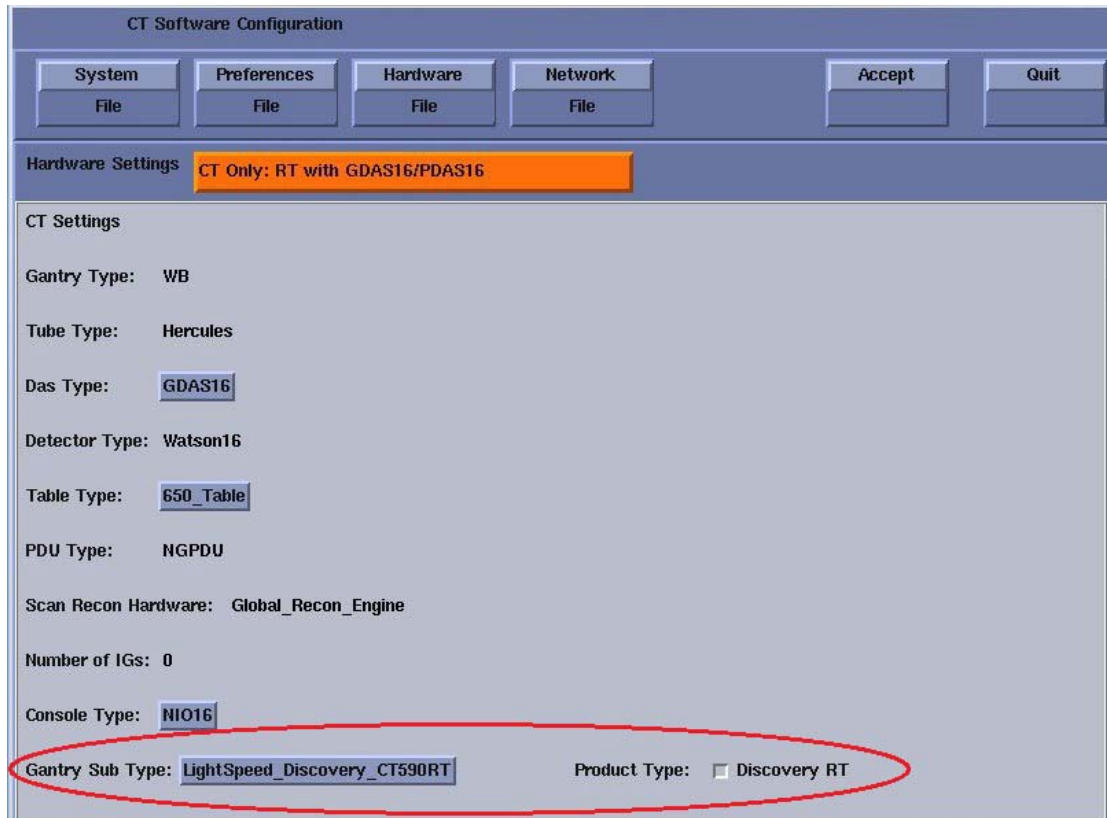 CT Software Configuration
System Preferences Hardware Network Accept Quit
File File File File
Hardware Settings CT Only: RT with GDAS16/PDAS16
CT Settings
Gantry Type: WB
Tube Type: Hercules
Das Type: GDAS16
Detector Type: Watson16
Table Type: 650_Table
PDU Type: NGPDU
Scan Recon Hardware: Global_Recon_Engine
Number of IGs: 0
Console Type: NIO16
Gantry Sub Type: LightSpeed_Discovery_CT590RT Product Type: Discovery RT